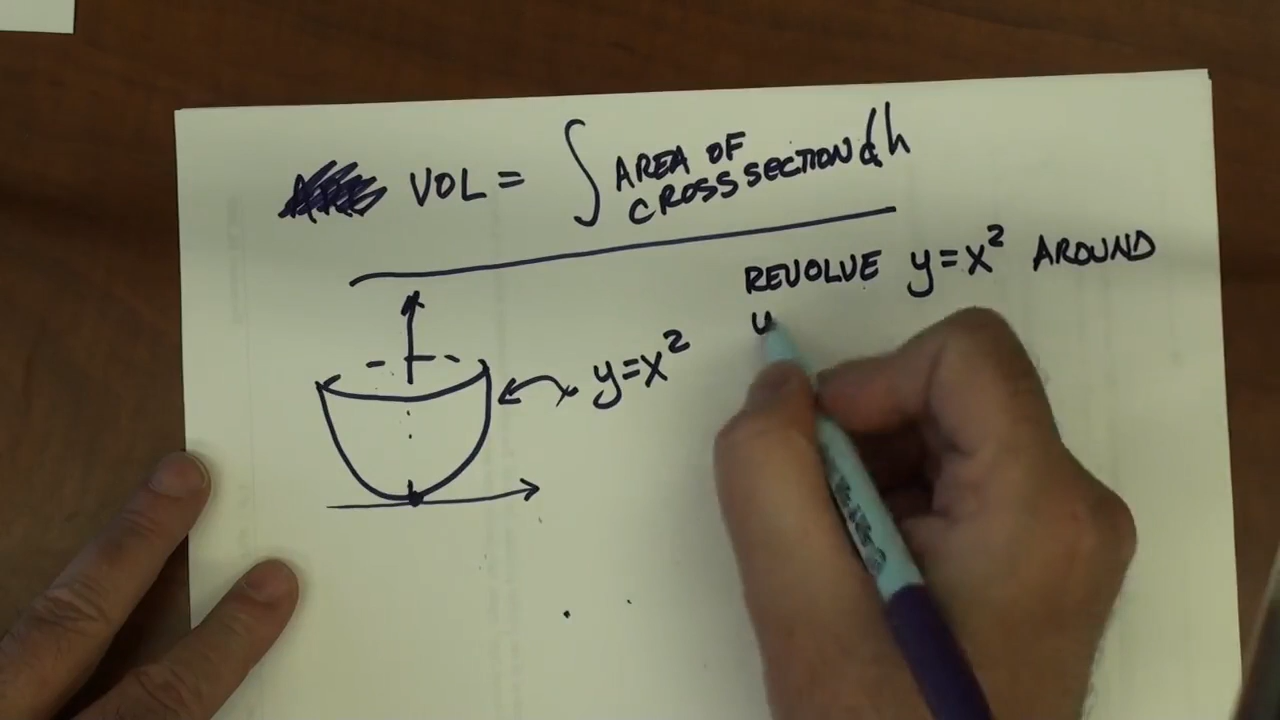 VOL = ∫ AREA OF CROSS SECTION dh
REVOLVE y=x² AROUND
y
y=x²